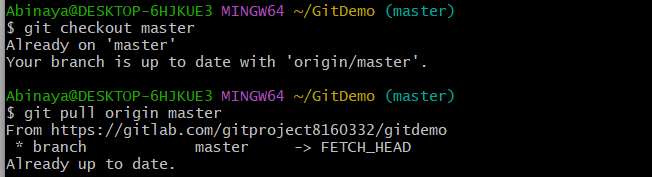 Abinaya@DESKTOP-6HJKUE3 MINGW64 ~/GitDemo (master)
$ git checkout master
Already on 'master'
Your branch is up to date with 'origin/master'.
Abinaya@DESKTOP-6HJKUE3 MINGW64 ~/GitDemo (master)
$ git pull origin master
From https://gitlab.com/gitproject8160332/gitdemo
 * branch            master     -> FETCH_HEAD
Already up to date.